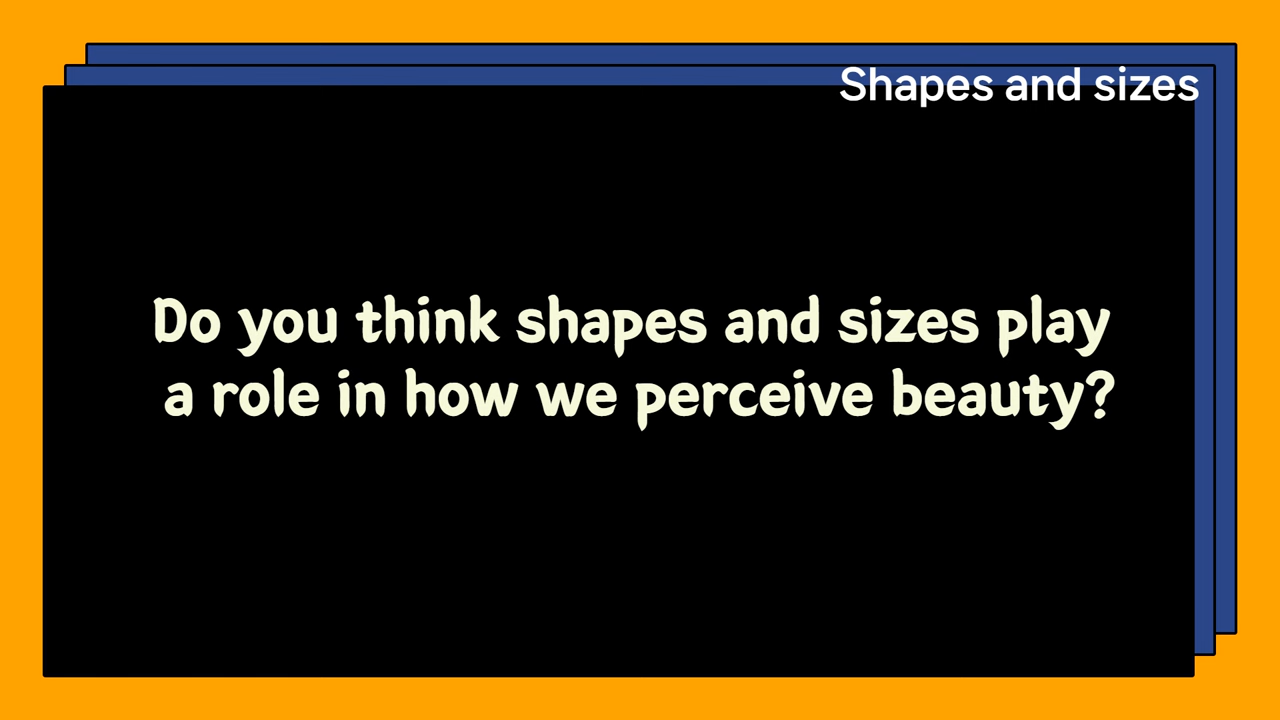 Shapes and sizes
Do you think shapes and sizes play
a role in how we perceive beauty?